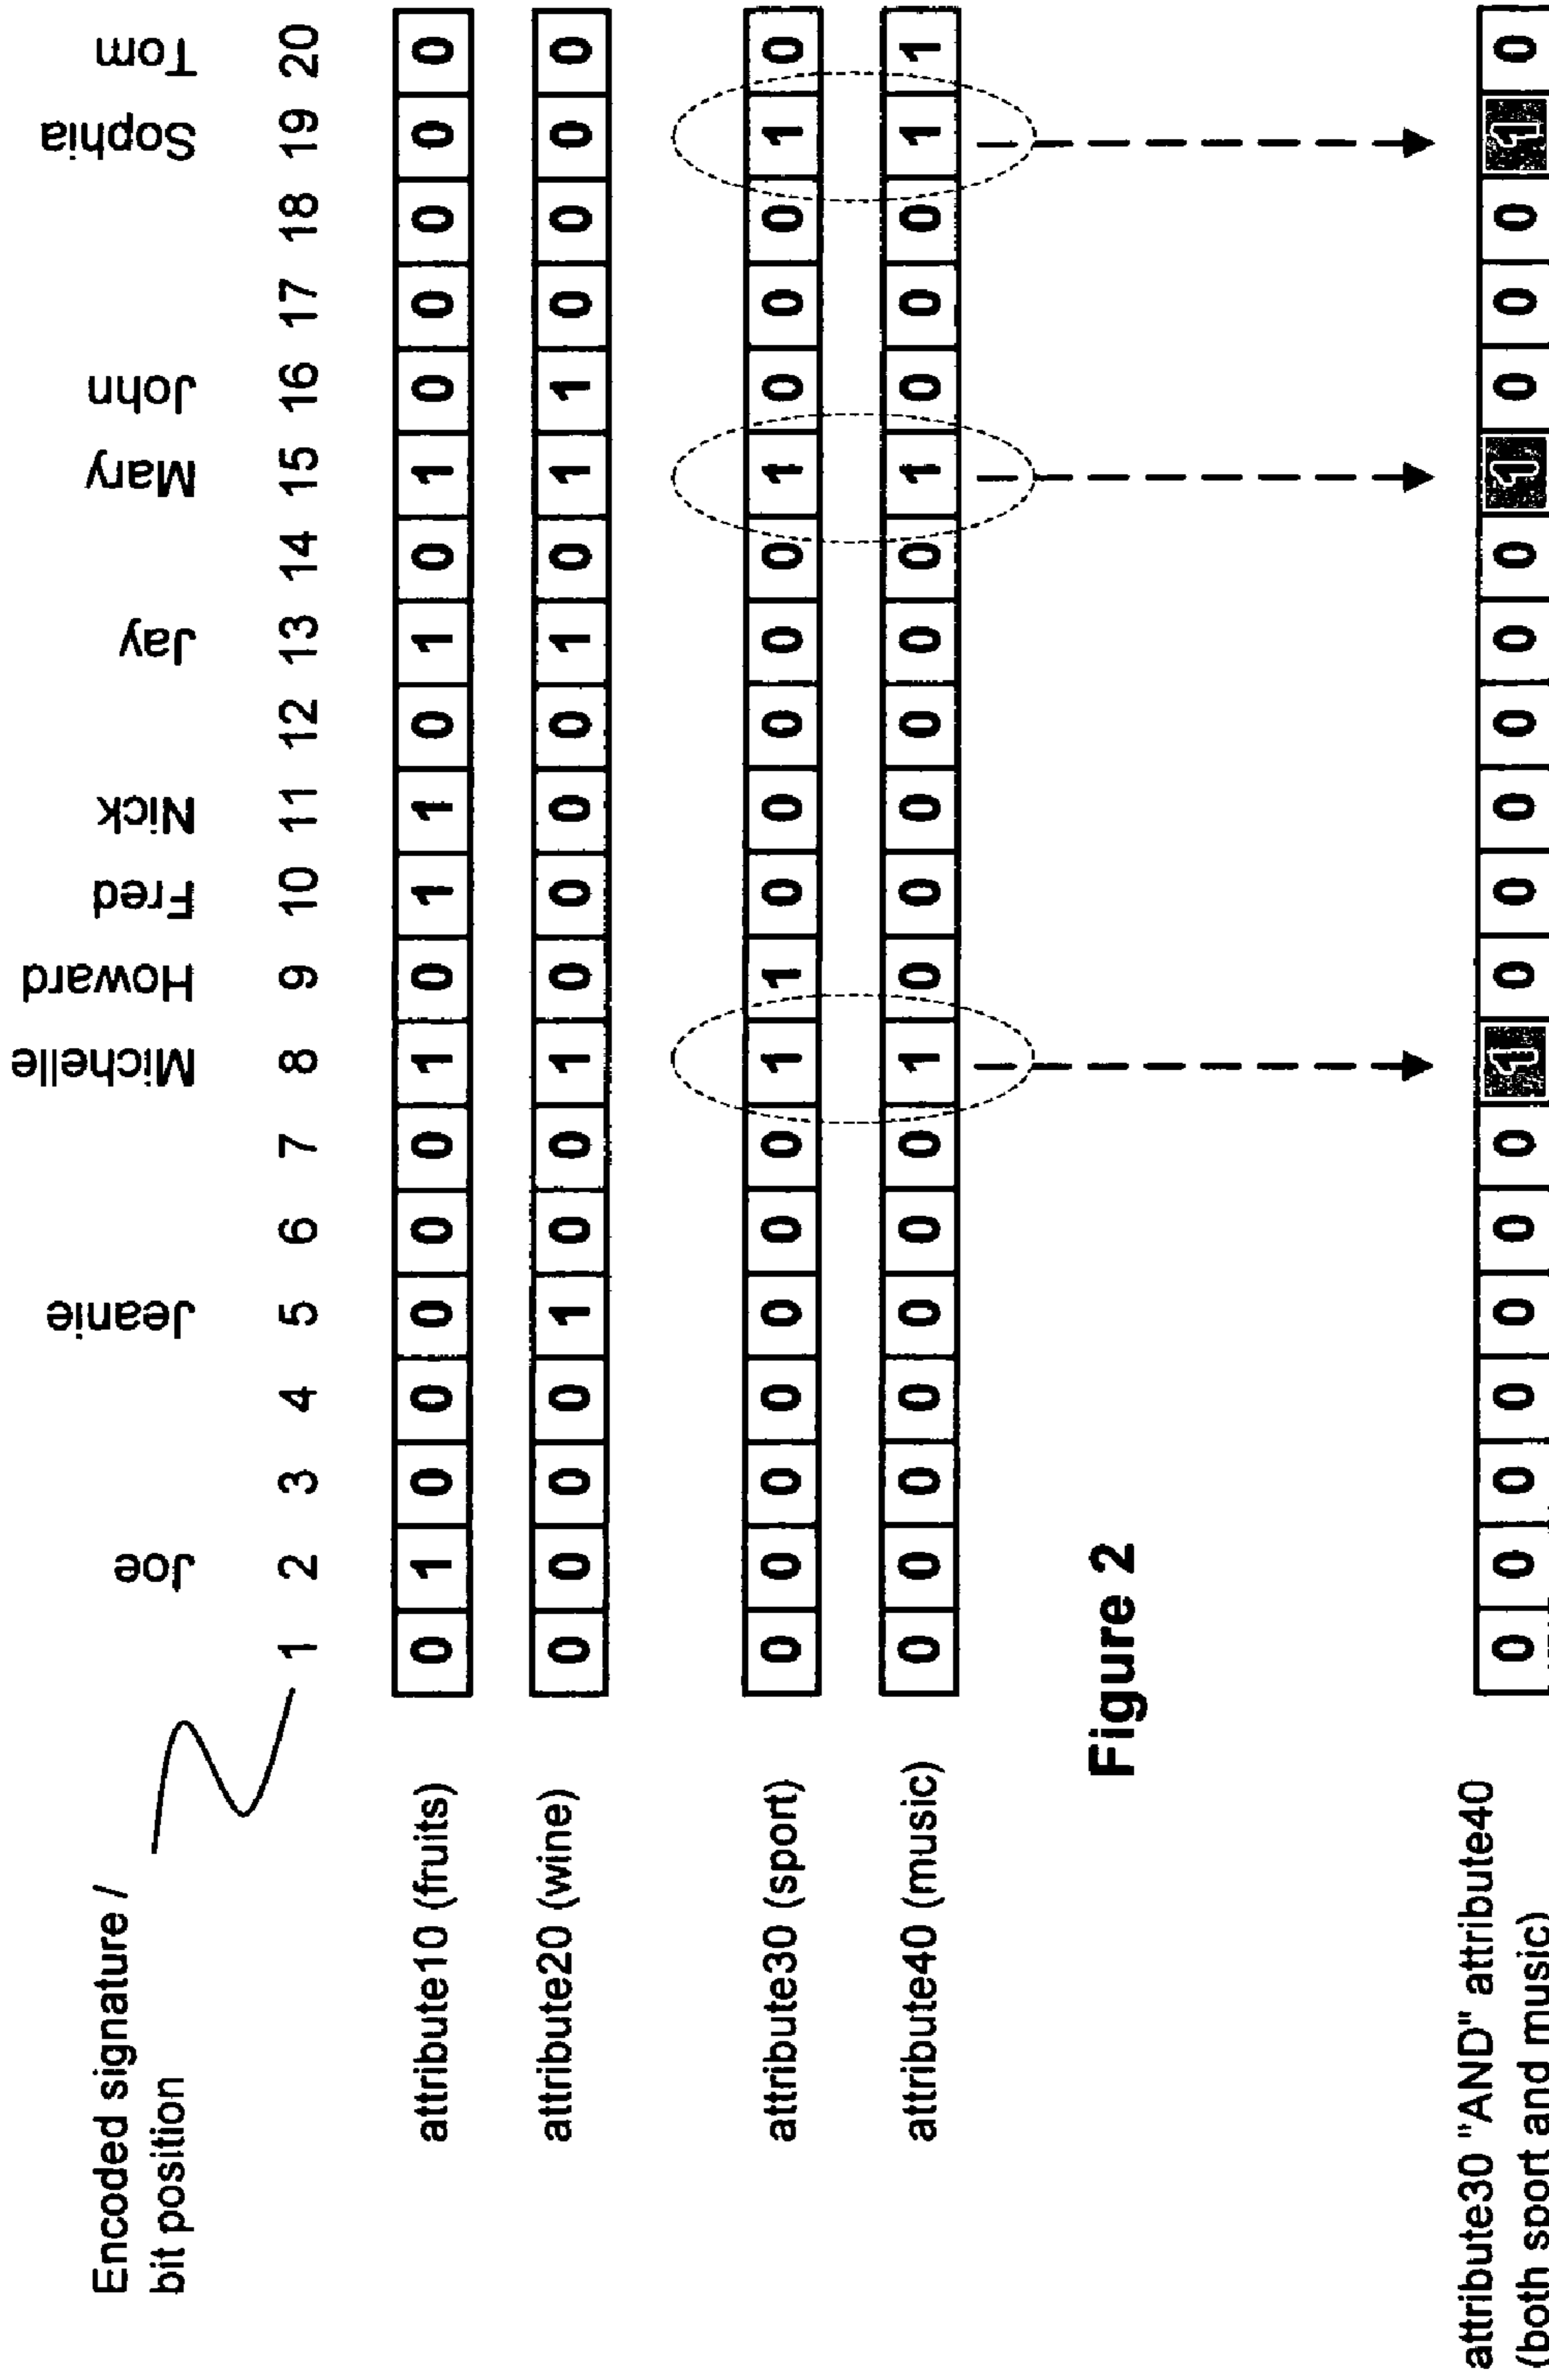 Joe Jeanie Michelle Howard Fred Nick Jay Mary John Sophia Tom
Encoded signature /
bit position
1 2 3 4 5 6 7 8 9 10 11 12 13 14 15 16 17 18 19 20
attribute10 (fruits) 0 1 0 0 0 0 0 1 0 1 1 0 1 0 1 0 0 0 0 0
attribute20 (wine) 0 0 0 0 1 0 0 1 0 0 0 0 1 0 1 1 0 0 0 0
attribute30 (sport) 0 0 0 0 0 0 0 1 1 0 0 0 0 0 1 0 0 0 1 0
attribute40 (music) 0 0 0 0 0 0 0 1 0 0 0 0 0 0 1 0 0 0 1 1
Figure 2
attribute30 "AND" attribute40
(both sport and music)
0 0 0 0 0 0 0 1 0 0 0 0 0 0 1 0 0 0 1 0